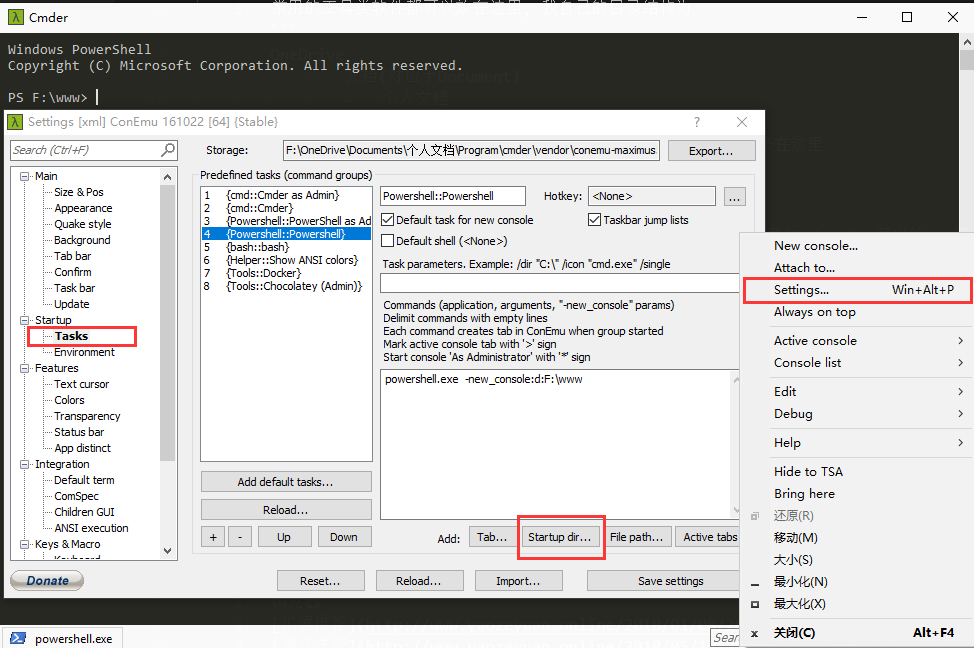 Cmder
Windows PowerShell
Copyright (C) Microsoft Corporation. All rights reserved.
PS F:\www>
Settings [xml] ConEmu 161022 [64] {Stable}
?
Search (Ctrl+F)
Storage:
F:\OneDrive\Documents\个人文档\Program\cmder\vendor\conemu-maximus
Export...
Main
Size & Pos
Appearance
Quake style
Background
Tab bar
Confirm
Task bar
Update
Startup
Tasks
Environment
Features
Text cursor
Colors
Transparency
Status bar
App distinct
Integration
Default term
ComSpec
Children GUI
ANSI execution
Keys & Macro
Keyboard
Predefined tasks (command groups)
1 {cmd::Cmder as Admin}
2 {cmd::Cmder}
3 {Powershell::PowerShell as Ad
4 {Powershell::Powershell}
5 {bash::bash}
6 {Helper::Show ANSI colors}
7 {Tools::Docker}
8 {Tools::Chocolatey (Admin)}
Add default tasks...
Reload...
+ - Up Down
Powershell::Powershell
Hotkey: <None> ...
Default task for new console
Taskbar jump lists
Default shell (<None>)
Task parameters. Example: /dir "C:\" /icon "cmd.exe" /single
Commands (application, arguments, "-new_console" params)
Delimit commands with empty lines
Each command creates tab in ConEmu when group started
Mark active console tab with '>' sign
Start console 'As Administrator' with '*' sign
powershell.exe -new_console:d:F:\www
Add: Tab... Startup dir... File path... Active tabs
Donate
Reset... Reload... Import... Save settings
New console...
Attach to...
Settings... Win+Alt+P
Always on top
Active console
Console list
Edit
Debug
Help
Hide to TSA
Bring here
还原(R)
移动(M)
大小(S)
最小化(N)
最大化(X)
关闭(C) Alt+F4
powershell.exe
Sear